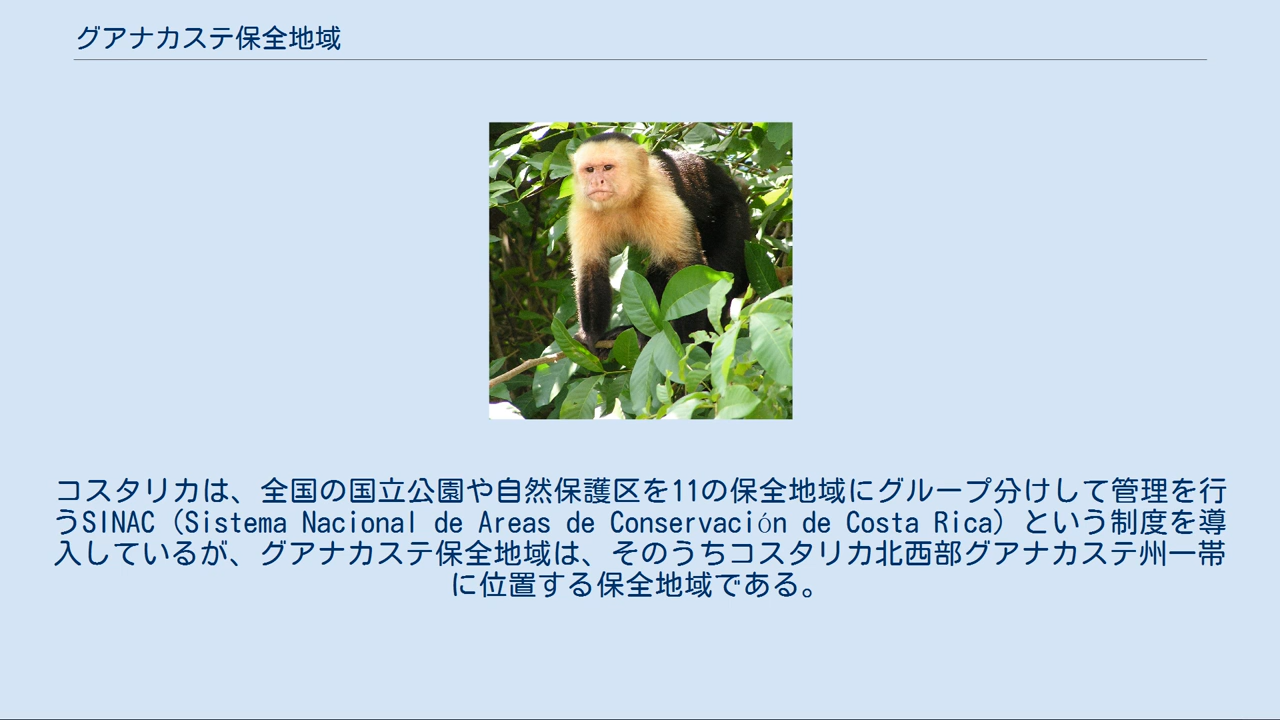 グアナカステ保全地域
コスタリカは、全国の国立公園や自然保護区を11の保全地域にグループ分けして管理を行
うSINAC（Sistema Nacional de Areas de Conservación de Costa Rica）という制度を導
入しているが、グアナカステ保全地域は、そのうちコスタリカ北西部グアナカステ州一帯
に位置する保全地域である。